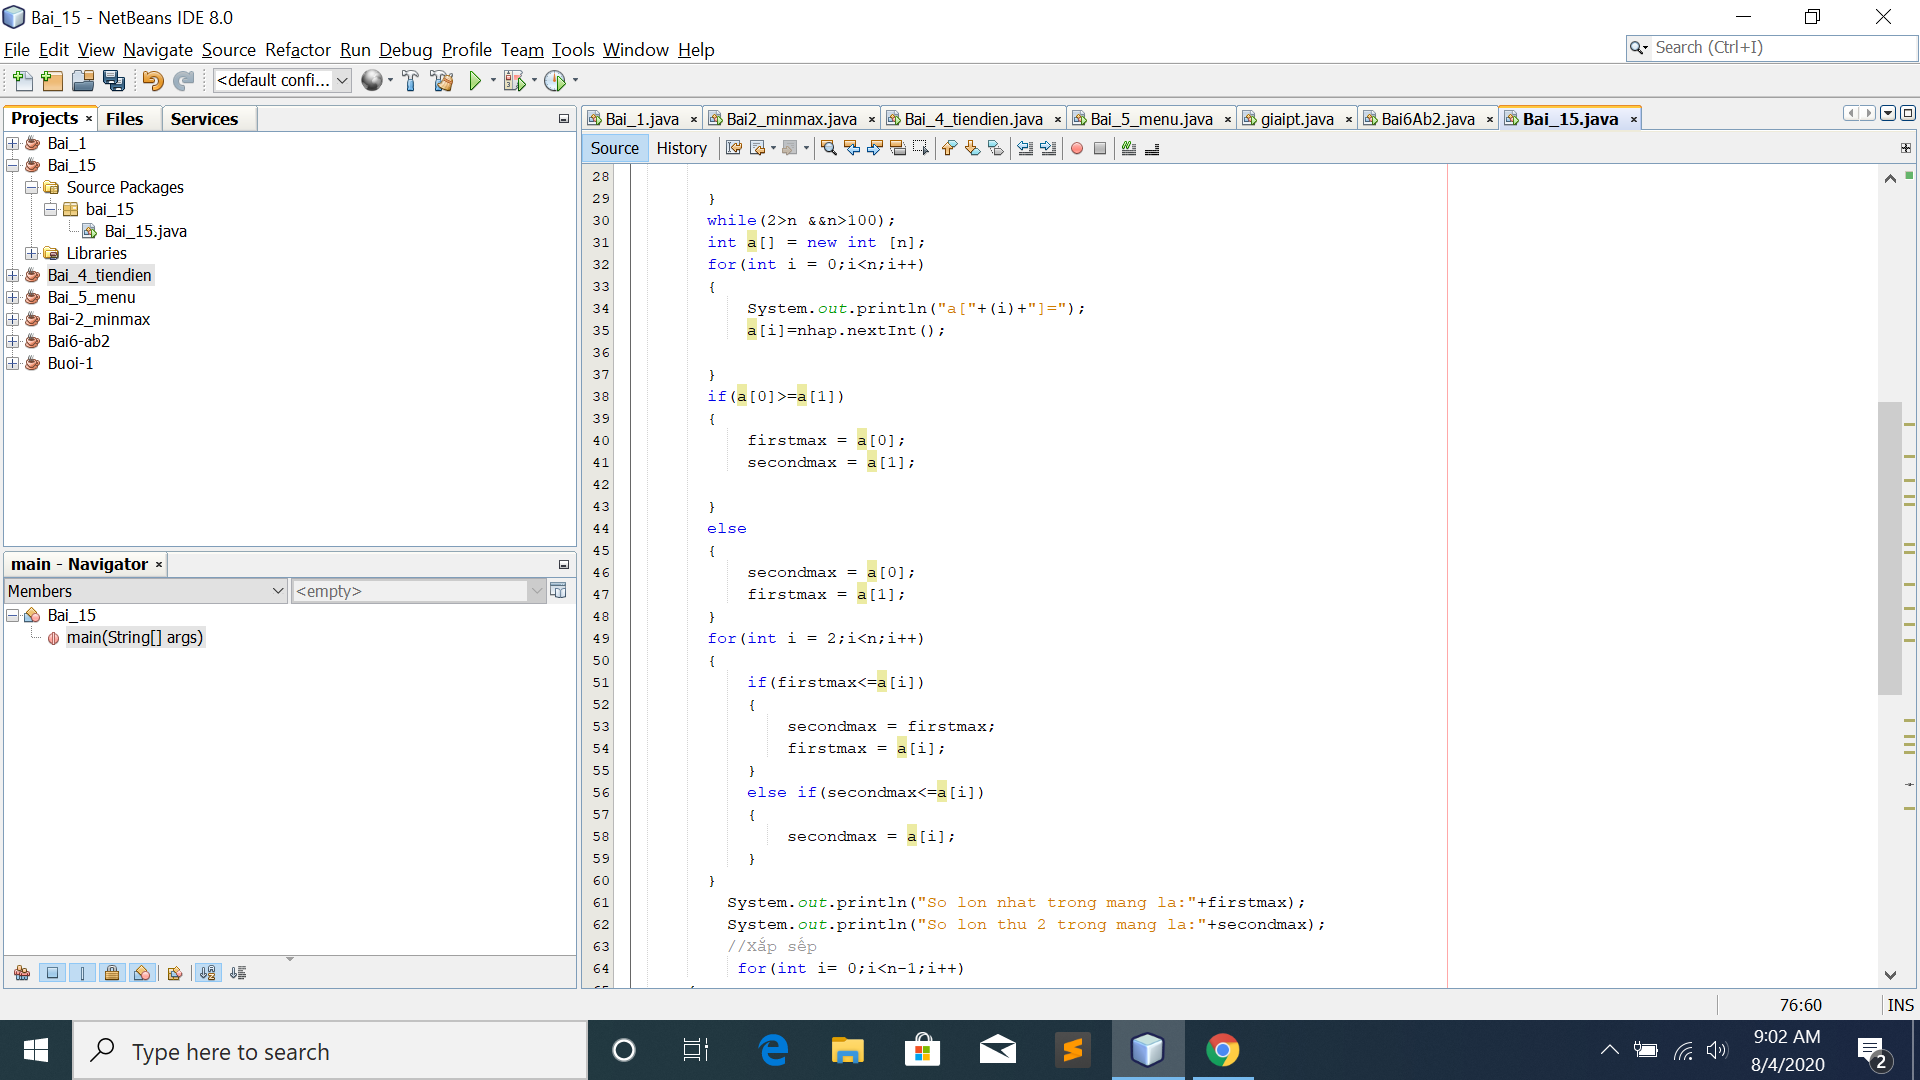 Bai_15 - NetBeans IDE 8.0
File Edit View Navigate Source Refactor Run Debug Profile Team Tools Window Help
Search (Ctrl+I)
<default confi...
Projects Files Services
Bai_1
Bai_15
Source Packages
bai_15
Bai_15.java
Libraries
Bai_4_tiendien
Bai_5_menu
Bai-2_minmax
Bai6-ab2
Buoi-1
main - Navigator
Members <empty>
Bai_15
main(String[] args)
Bai_1.java Bai2_minmax.java Bai_4_tiendien.java Bai_5_menu.java giaipt.java Bai6Ab2.java Bai_15.java
Source History
28
29 }
30 while(2>n &&n>100);
31 int a[] = new int [n];
32 for(int i = 0;i<n;i++)
33 {
34 System.out.println("a["+(i)+"]=");
35 a[i]=nhap.nextInt();
36
37 }
38 if(a[0]>=a[1])
39 {
40 firstmax = a[0];
41 secondmax = a[1];
42
43 }
44 else
45 {
46 secondmax = a[0];
47 firstmax = a[1];
48 }
49 for(int i = 2;i<n;i++)
50 {
51 if(firstmax<=a[i])
52 {
53 secondmax = firstmax;
54 firstmax = a[i];
55 }
56 else if(secondmax<=a[i])
57 {
58 secondmax = a[i];
59 }
60 }
61 System.out.println("So lon nhat trong mang la:"+firstmax);
62 System.out.println("So lon thu 2 trong mang la:"+secondmax);
63 //Xắp sếp
64 for(int i= 0;i<n-1;i++)
76:60 INS
Type here to search
9:02 AM
8/4/2020
2